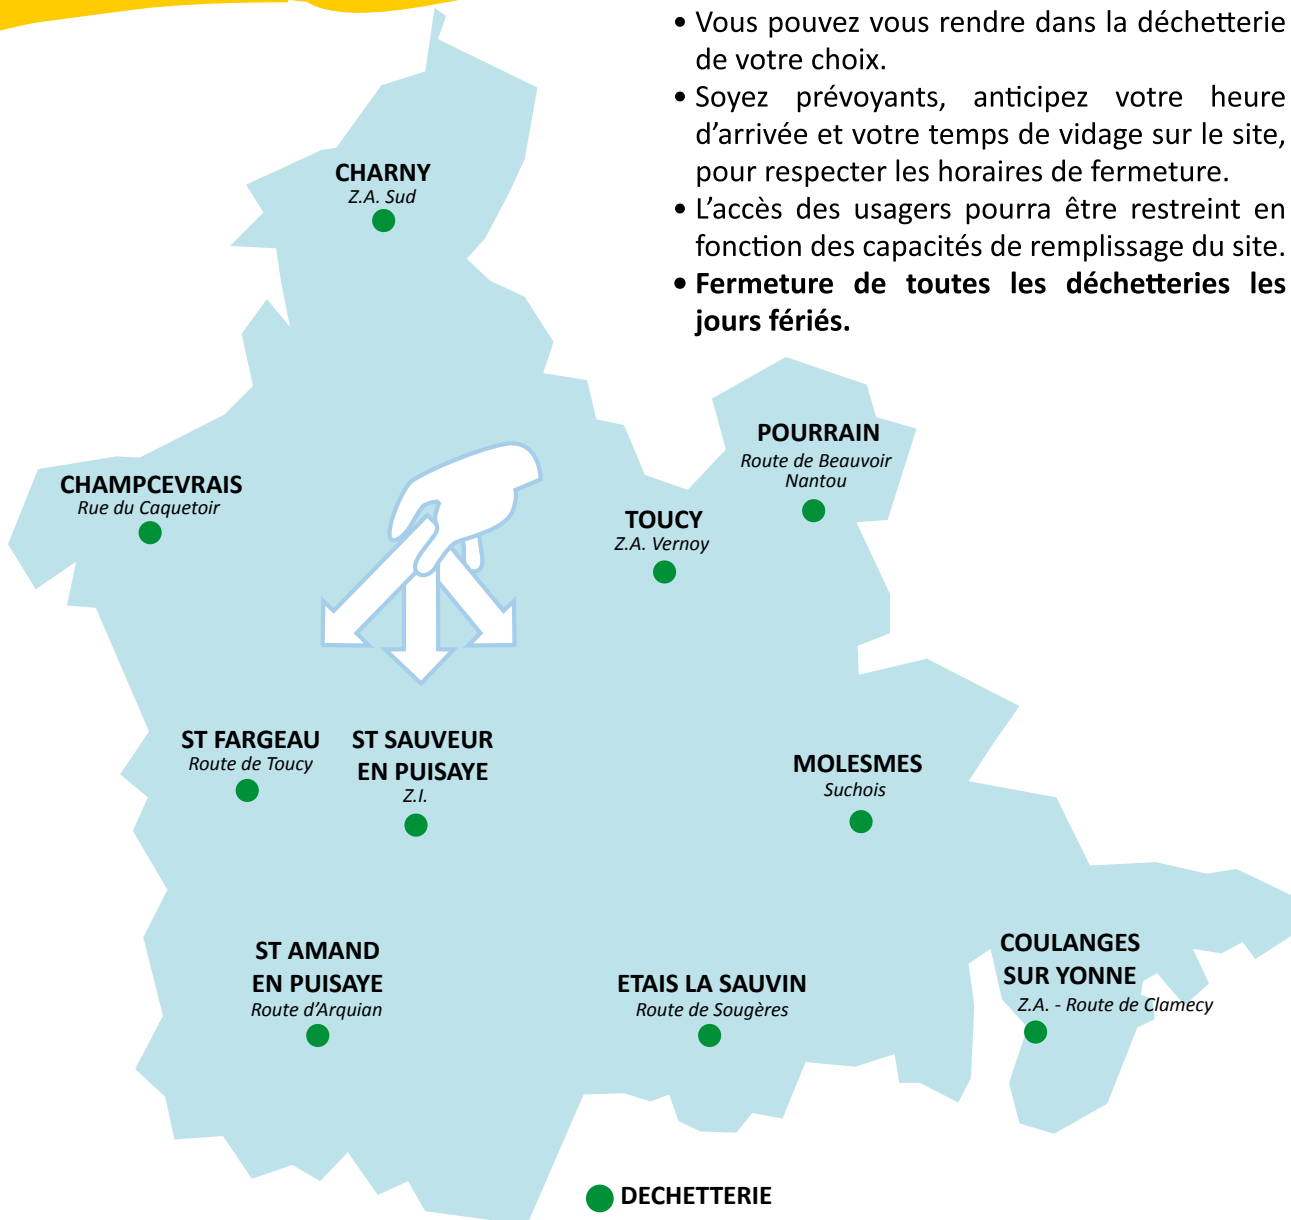 • Vous pouvez vous rendre dans la déchetterie
de votre choix.
• Soyez prévoyants, anticipez votre heure
d’arrivée et votre temps de vidage sur le site,
pour respecter les horaires de fermeture.
• L’accès des usagers pourra être restreint en
fonction des capacités de remplissage du site.
• Fermeture de toutes les déchetteries les
jours fériés.
CHARNY
Z.A. Sud
POURRAIN
Route de Beauvoir
Nantou
CHAMPCEVRAIS
Rue du Caquetoir
TOUCY
Z.A. Vernoy
ST FARGEAU
Route de Toucy
ST SAUVEUR
EN PUISAYE
Z.I.
MOLESMES
Suchois
ST AMAND
EN PUISAYE
Route d’Arquian
ETAIS LA SAUVIN
Route de Sougères
COULANGES
SUR YONNE
Z.A. - Route de Clamecy
DECHETTERIE